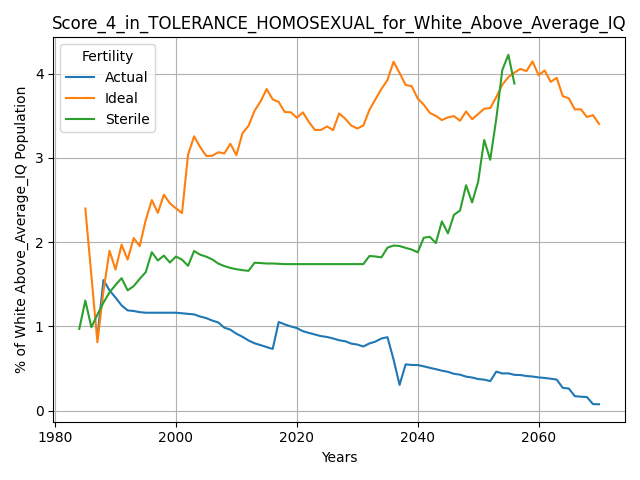 Score_4_in_TOLERANCE_HOMOSEXUAL_for_White_Above_Average_IQ
Fertility
Actual
Ideal
Sterile
% of White Above_Average_IQ Population
4
3
2
1
0
1980
2000
2020
2040
2060
Years